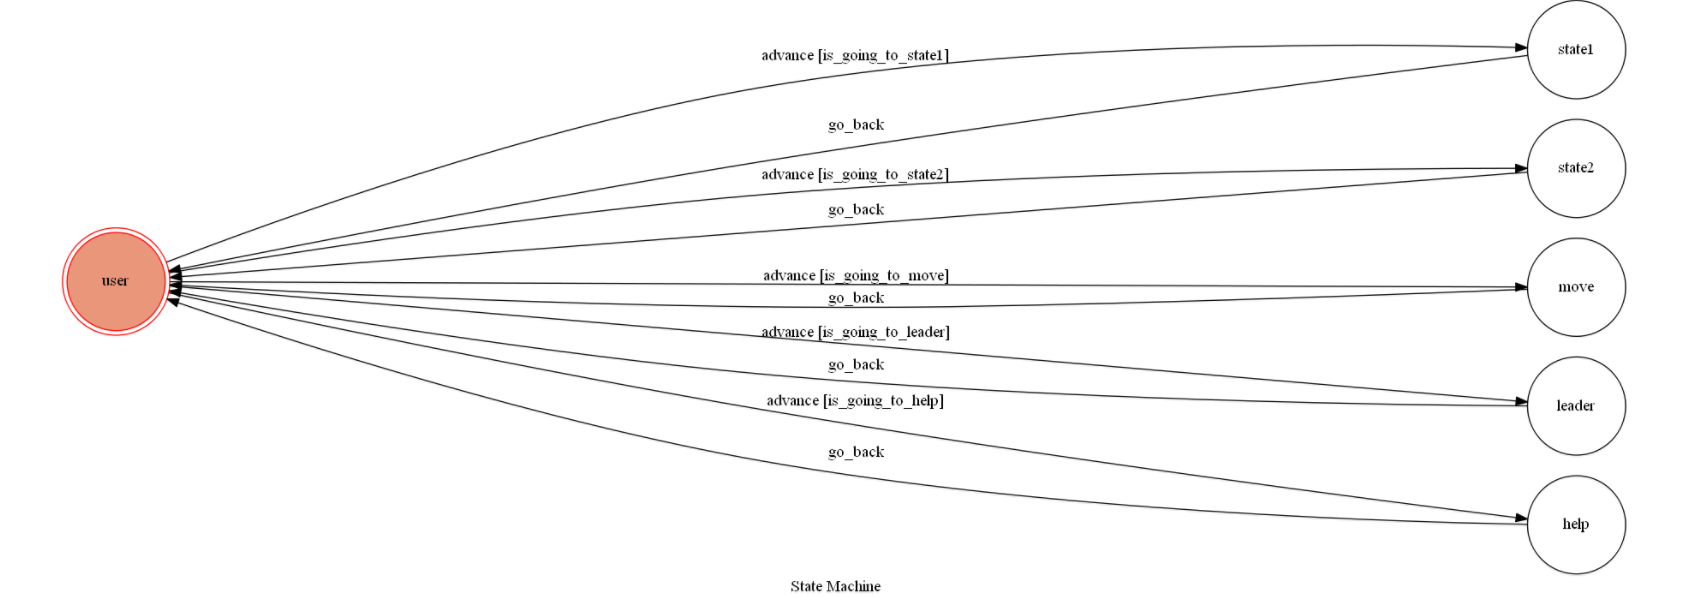 state1
advance [is_going_to_state1]
go_back
state2
advance [is_going_to_state2]
go_back
user
advance [is_going_to_move]
move
go_back
advance [is_going_to_leader]
go_back
leader
advance [is_going_to_help]
go_back
help
State Machine